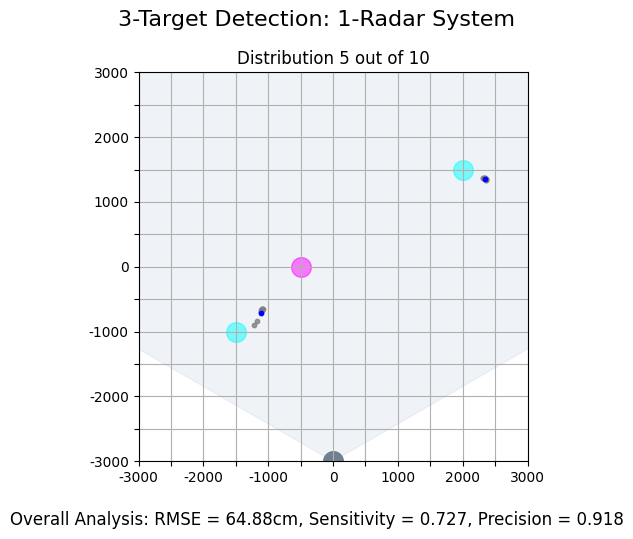 3-Target Detection: 1-Radar System
Distribution 5 out of 10
3000
2000
1000
0
-1000
-2000
-3000
-3000 -2000 -1000 0 1000 2000 3000
Overall Analysis: RMSE = 64.88cm, Sensitivity = 0.727, Precision = 0.918